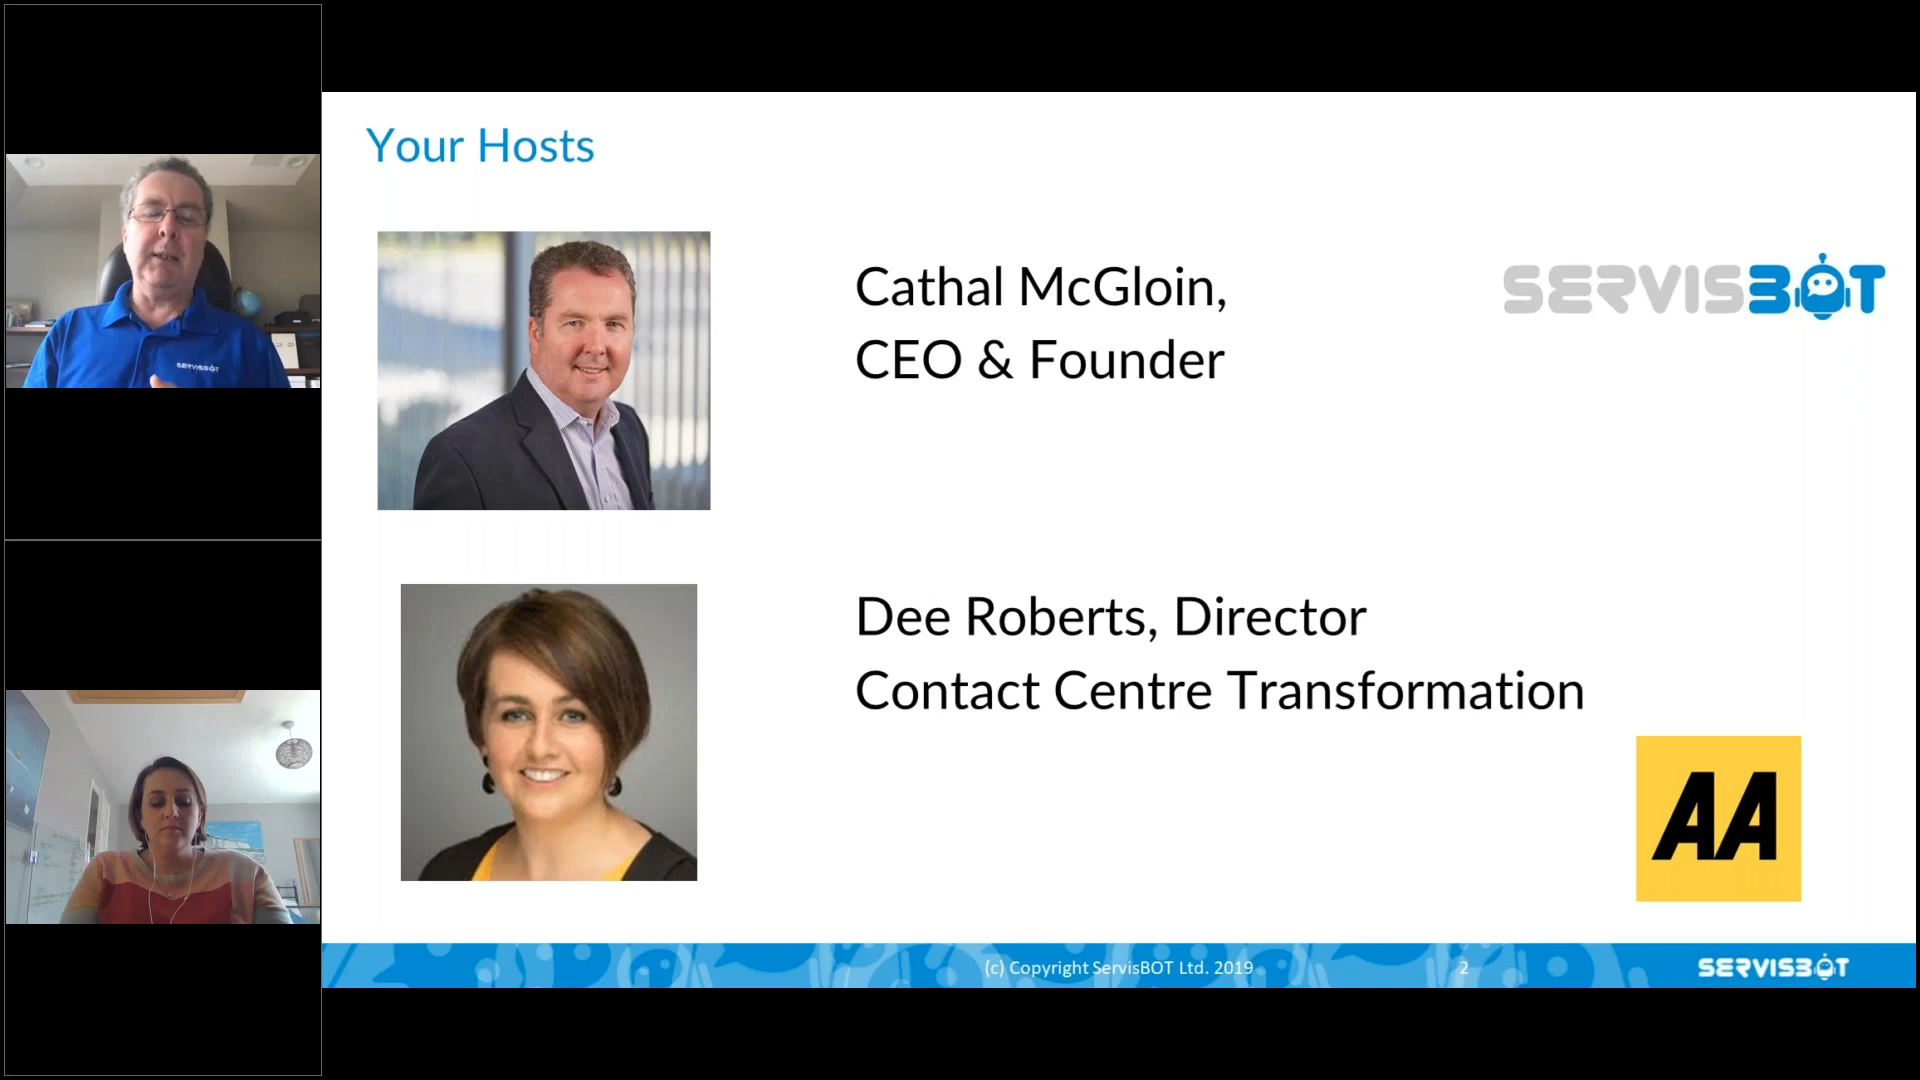 Your Hosts
Cathal McGloin,
CEO & Founder
SERVISBOT
Dee Roberts, Director
Contact Centre Transformation
AA
(c) Copyright ServisBOT Ltd. 2019
2
SERVISBOT
SERVISBOT